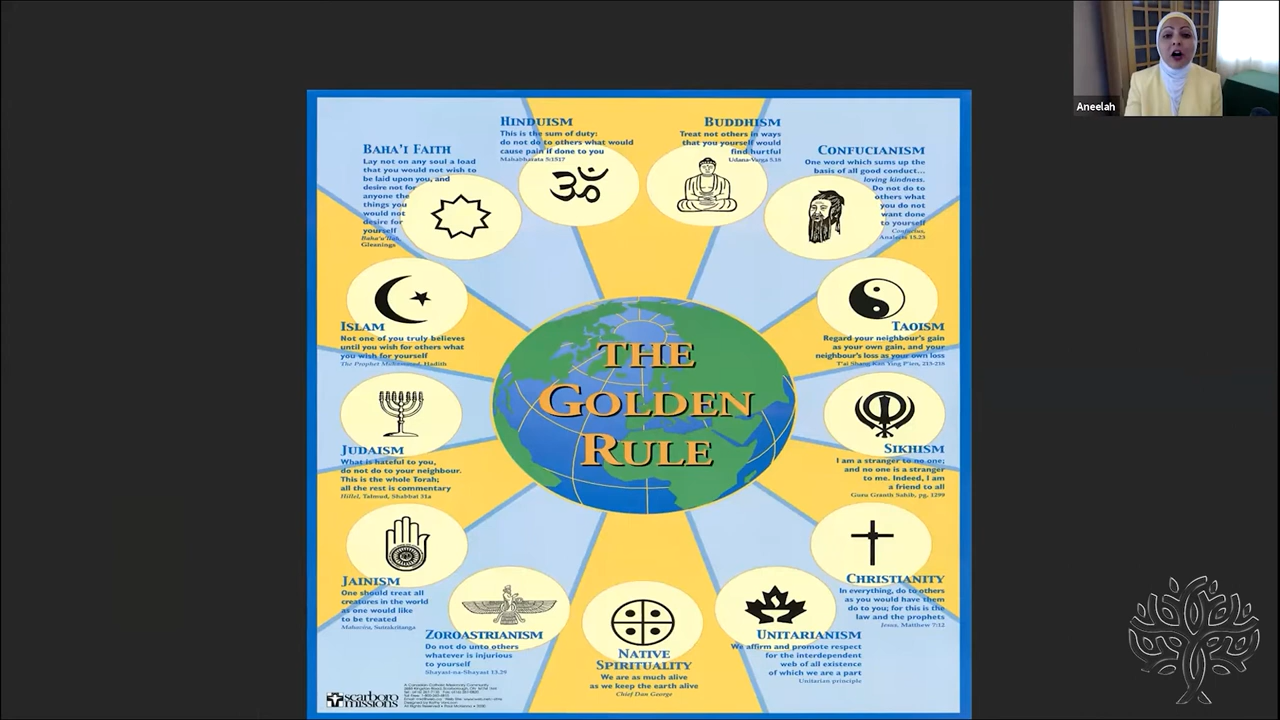 Aneelah
HINDUISM
This is the sum of duty:
do not do to others what would
cause pain if done to you
Mahabharata 5:1517
BUDDHISM
Treat not others in ways
that you yourself would
find hurtful
Udana-Varga 5.18
BAHA'I FAITH
Lay not on any soul a load
that you would not wish to
be laid upon you, and
desire not for
anyone the
things you
would not
desire for
yourself
Baha'u'llah,
Gleanings
CONFUCIANISM
One word which sums up the
basis of all good conduct...
loving kindness.
Do not do to
others what
you do not
want done
to yourself
Confucius,
Analects 15.23
ISLAM
Not one of you truly believes
until you wish for others what
you wish for yourself
The Prophet Muhammad, Hadith
TAOISM
Regard your neighbour's gain
as your own gain, and your
neighbour's loss as your own loss
T'ai Shang Kan Ying P'ien, 213-218
THE
GOLDEN
RULE
JUDAISM
What is hateful to you,
do not do to your neighbour.
This is the whole Torah;
all the rest is commentary
Hillel, Talmud, Shabbat 31a
SIKHISM
I am a stranger to no one;
and no one is a stranger
to me. Indeed, I am
a friend to all
Guru Granth Sahib, pg. 1299
JAINISM
One should treat all
creatures in the world
as one would like
to be treated
Mahavira, Sutrakritanga
CHRISTIANITY
In everything, do to others
as you would have them
do to you; for this is the
law and the prophets
Jesus, Matthew 7:12
ZOROASTRIANISM
Do not do unto others
whatever is injurious
to yourself
Shayast-na-Shayast 13.29
NATIVE
SPIRITUALITY
We are as much alive
as we keep the earth alive
Chief Dan George
UNITARIANISM
We affirm and promote respect
for the interdependent
web of all existence
of which we are a part
Unitarian principle
scarboro
missions
A Canadian Catholic Missionary Community